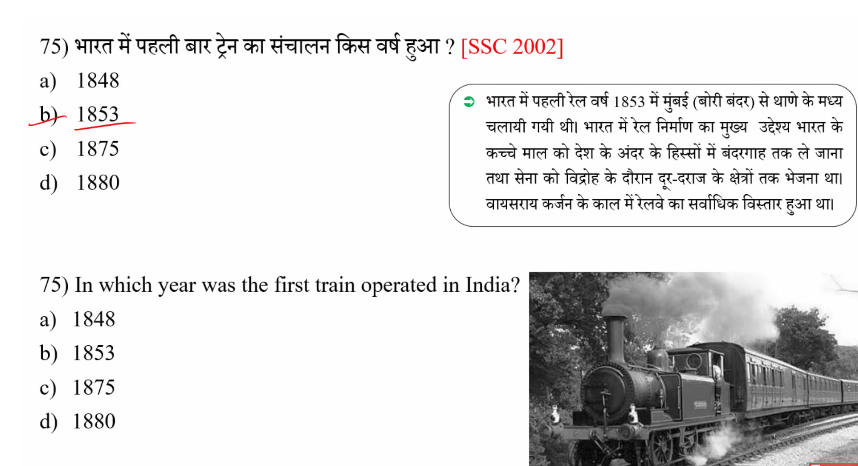 75) भारत में पहली बार ट्रेन का संचालन किस वर्ष हुआ ? [SSC 2002]
a) 1848
b) 1853
c) 1875
d) 1880
भारत में पहली रेल वर्ष 1853 में मुंबई (बोरी बंदर) से थाणे के मध्य
चलायी गयी थी। भारत में रेल निर्माण का मुख्य उद्देश्य भारत के
कच्चे माल को देश के अंदर के हिस्सों में बंदरगाह तक ले जाना
तथा सेना को विद्रोह के दौरान दूर-दराज के क्षेत्रों तक भेजना था।
वायसराय कर्जन के काल में रेलवे का सर्वाधिक विस्तार हुआ था।
75) In which year was the first train operated in India?
a) 1848
b) 1853
c) 1875
d) 1880